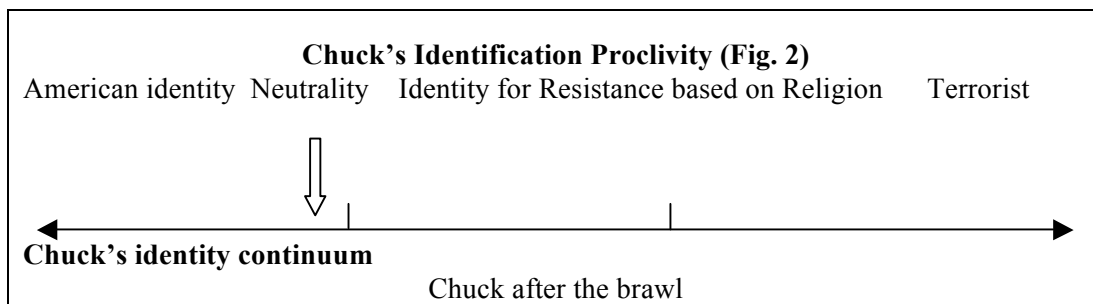 Chuck’s Identification Proclivity (Fig. 2)
American identity Neutrality Identity for Resistance based on Religion Terrorist
Chuck’s identity continuum
Chuck after the brawl